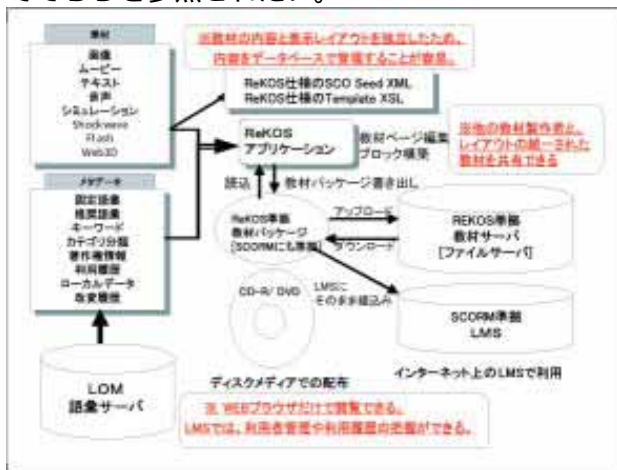 でそちらを参照されたい。
素材
画像
ムービー
テキスト
音声
シミュレーション
Shockwave
Flash
Web3D
※教材の内容と表示レイアウトを独立したため、
内容をデータベースで管理することが容易。
ReKOS仕様のSCO Seed XML
ReKOS仕様のTemplate XSL
ReKOS
アプリケーション
教材ページ編集
ブロック構築
※他の教材製作者と、
レイアウトの統一された
教材を共有できる
読込
教材パッケージ書き出し
メタデータ
固定語彙
推奨語彙
キーワード
カテゴリ分類
著作権情報
利用履歴
ローカルデータ
改変履歴
ReKOS準拠
教材パッケージ
[SCORMにも準拠]
アップロード
ダウンロード
REKOS準拠
教材サーバ
[ファイルサーバ]
CD-R/ DVD
LMSに
そのまま組込み
SCORM準拠
LMS
LOM
語彙サーバ
ディスクメディアでの配布
インターネット上のLMSで利用
※ WEBブラウザだけで閲覧できる。
LMSでは、利用者管理や利用履歴の把握ができる。